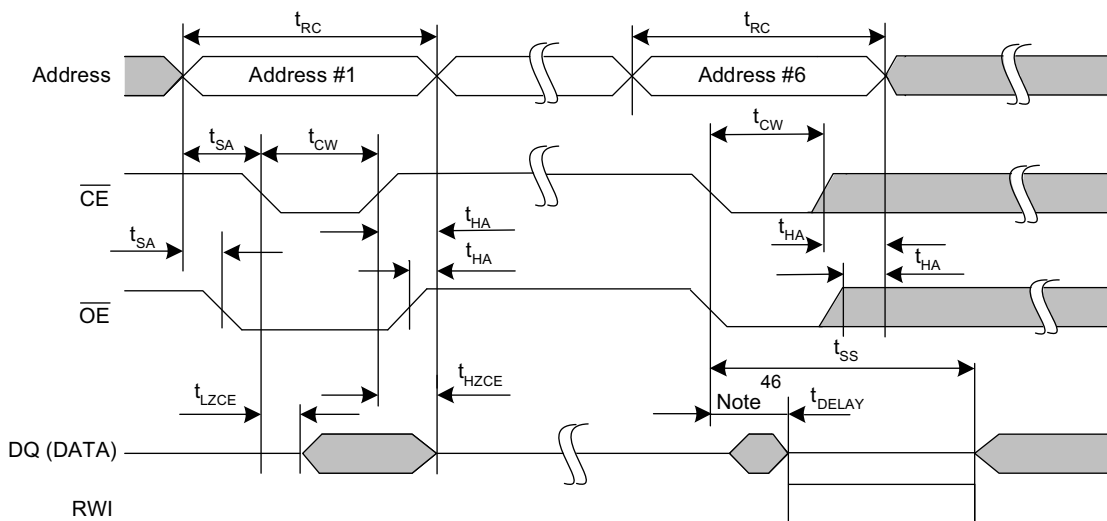 tRC tRC
Address Address #1 Address #6
tCW
tSA tCW
CE
tHA
tSA tHA tHA
tHA
OE
tSS
46
tLZCE tHZCE Note tDELAY
DQ (DATA)
RWI